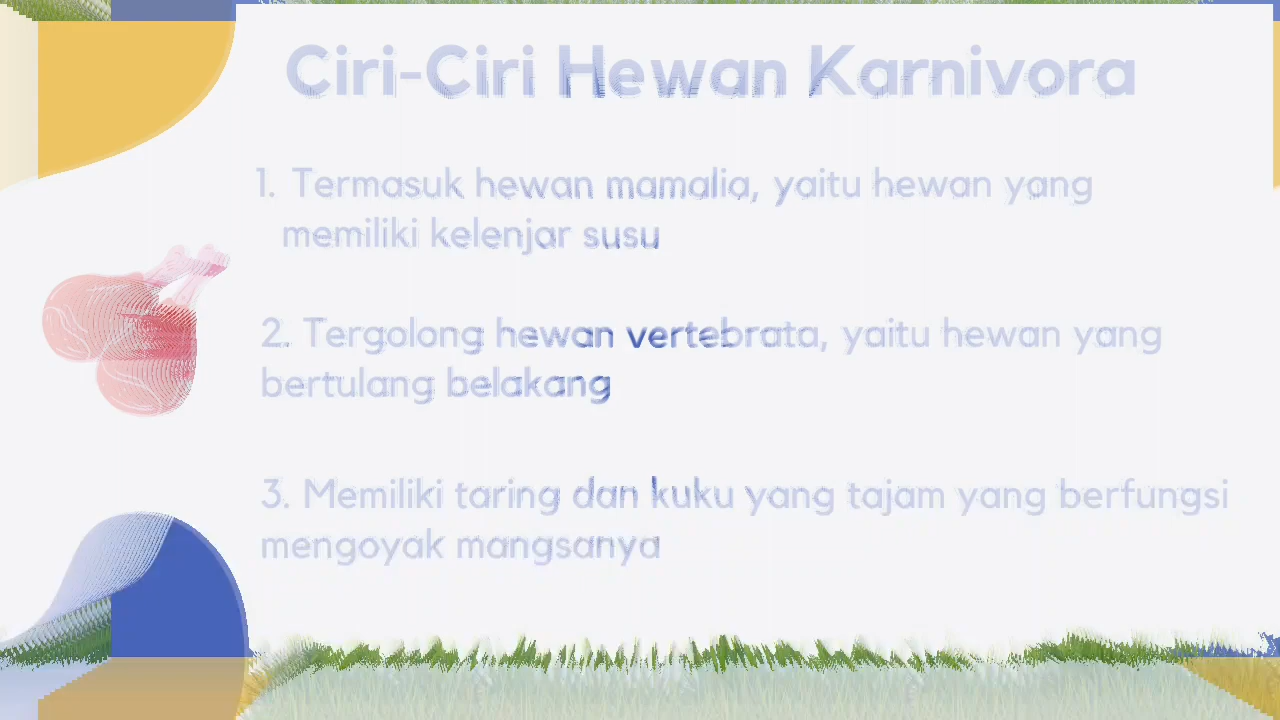 Ciri-Ciri Hewan Karnivora
1. Termasuk hewan mamalia, yaitu hewan yang
memiliki kelenjar susu
2. Tergolong hewan vertebrata, yaitu hewan yang
bertulang belakang
3. Memiliki taring dan kuku yang tajam yang berfungsi
mengoyak mangsanya